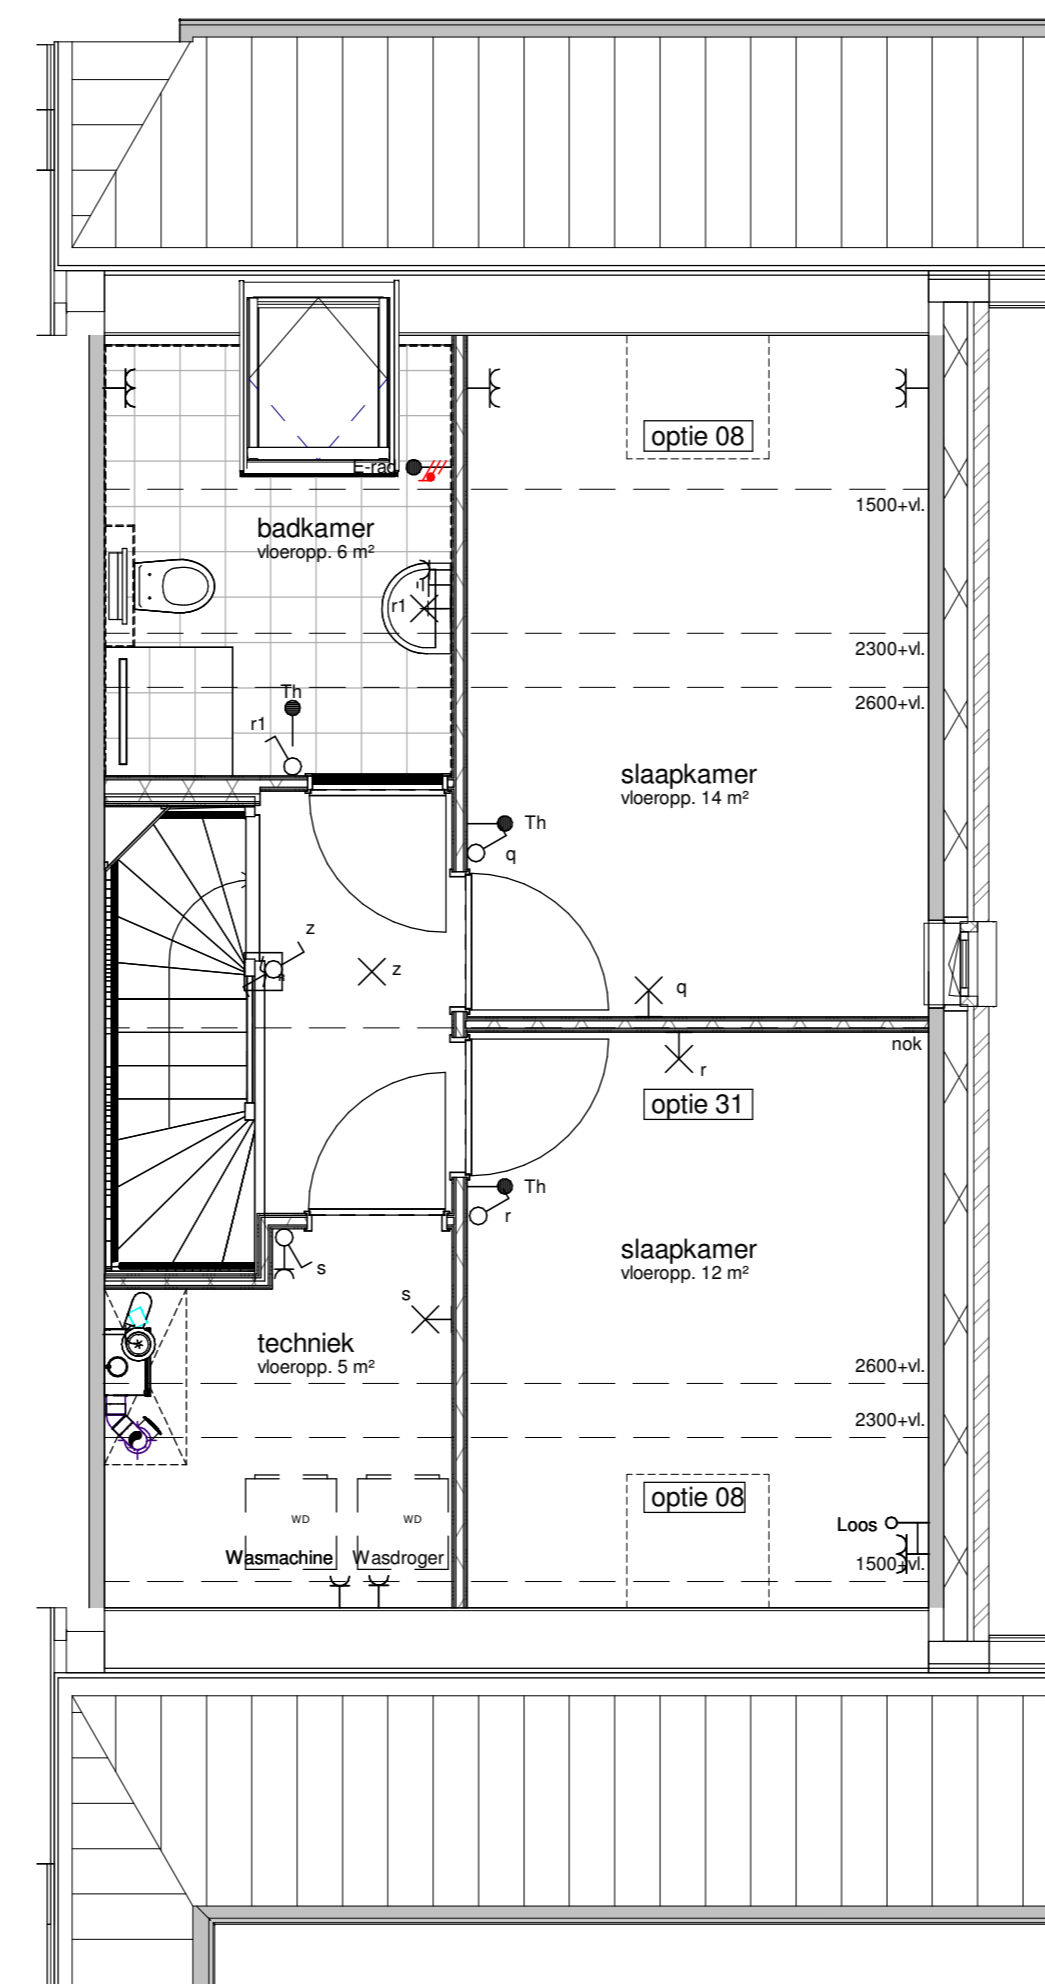 optie 08
E-rad
1500+vl.
badkamer
vloeropp. 6 m²
r1
2300+vl.
2600+vl.
Th
r1
slaapkamer
vloeropp. 14 m²
Th
q
z
z
q
nok
r
optie 31
Th
r
slaapkamer
vloeropp. 12 m²
s
s
techniek
vloeropp. 5 m²
2600+vl.
2300+vl.
optie 08
WD
WD
Loos
Wasmachine
Wasdroger
1500+vl.